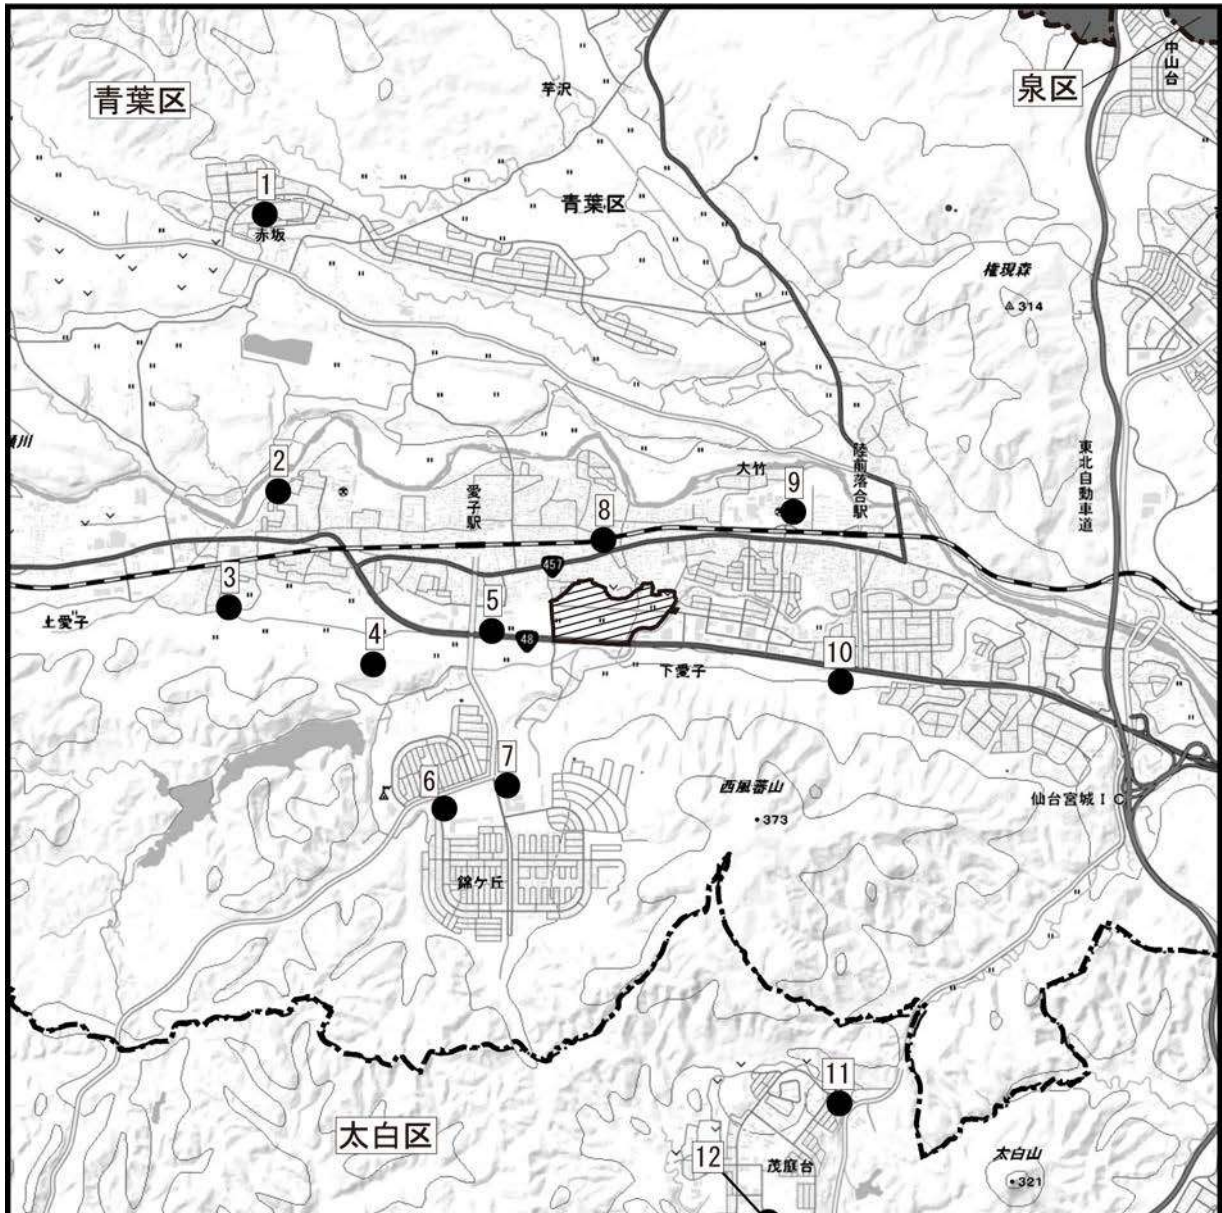 泉区
中山台
青葉区
芋沢
1
赤坂
青葉区
権現森
314
川
2
愛子駅
大竹
9
陸前落合駅
東北自動車道
8
457
3
上愛子
4
5
48
下愛子
10
7
6
西風蕃山
373
仙台宮城IC
錦ケ丘
11
太白区
12
茂庭台
太白山
321